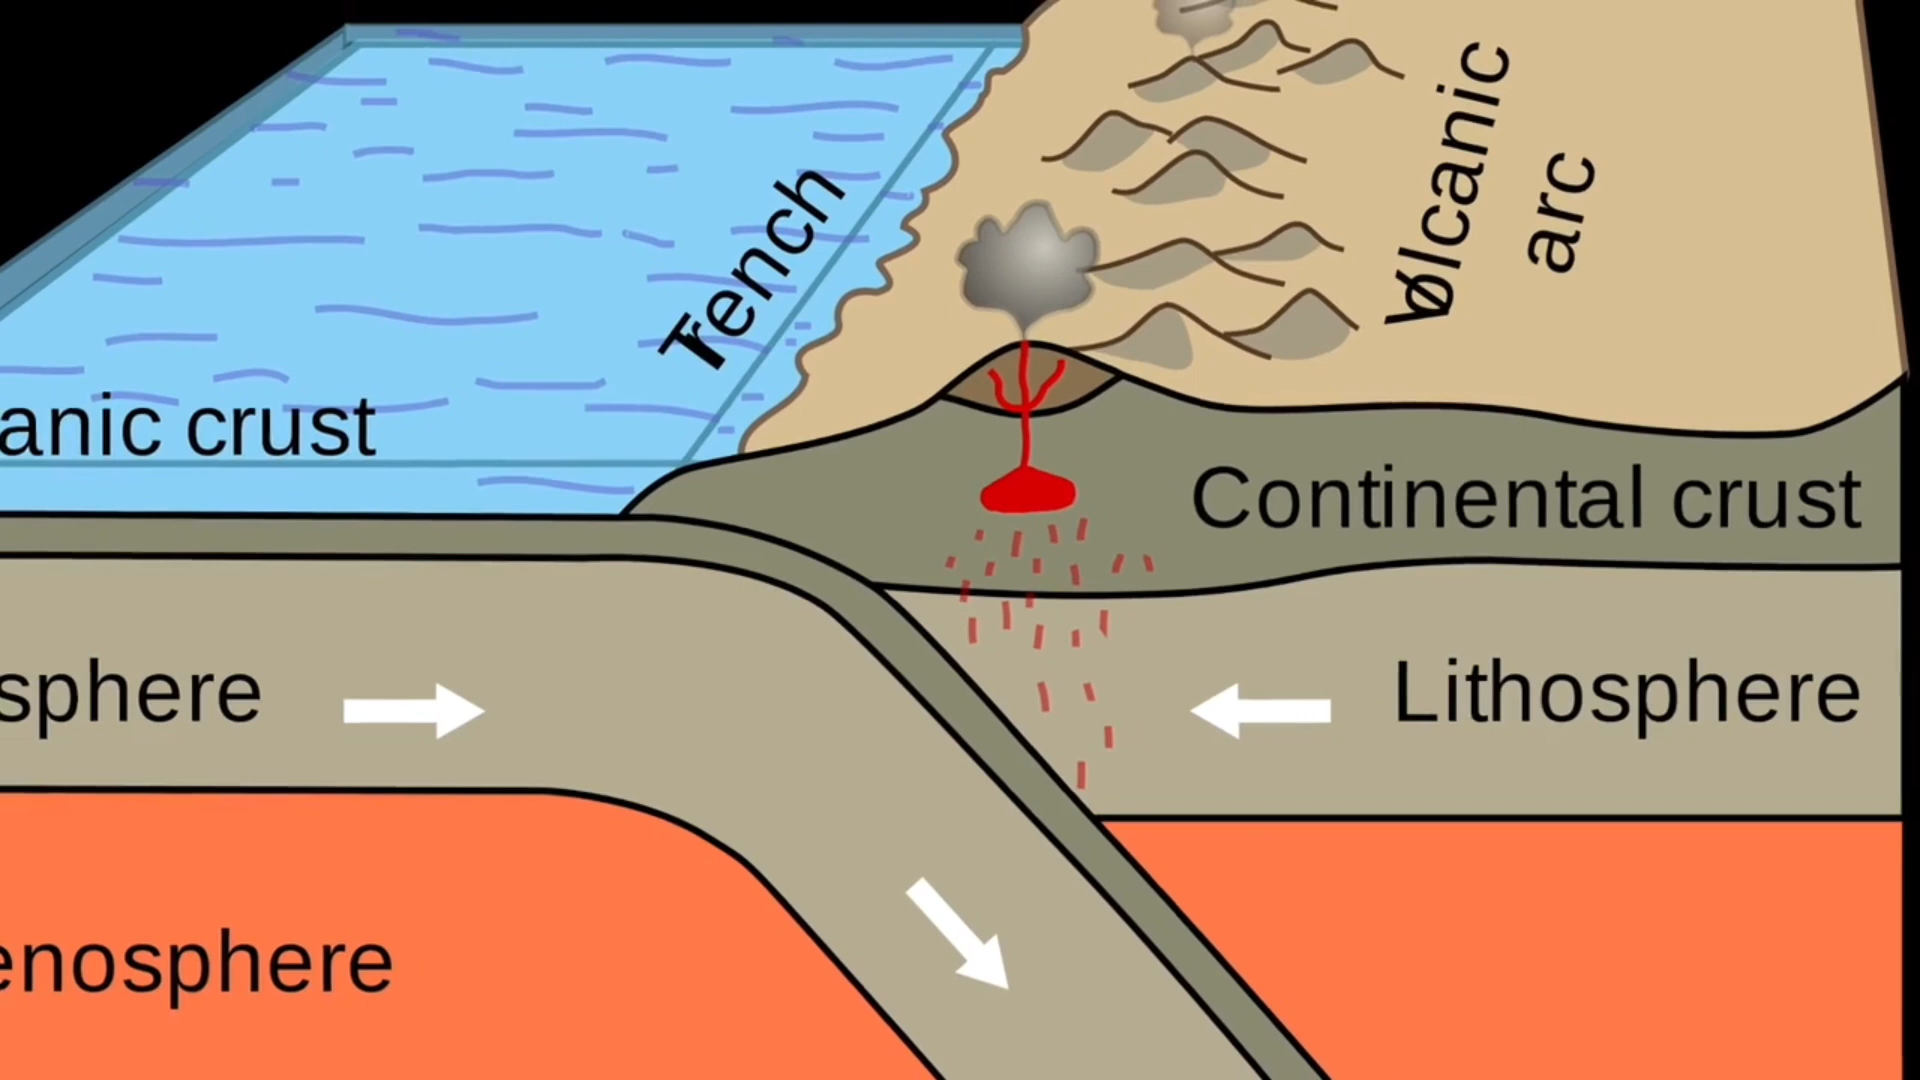 Trench
Volcanic
arc
anic crust
Continental crust
sphere
Lithosphere
enosphere